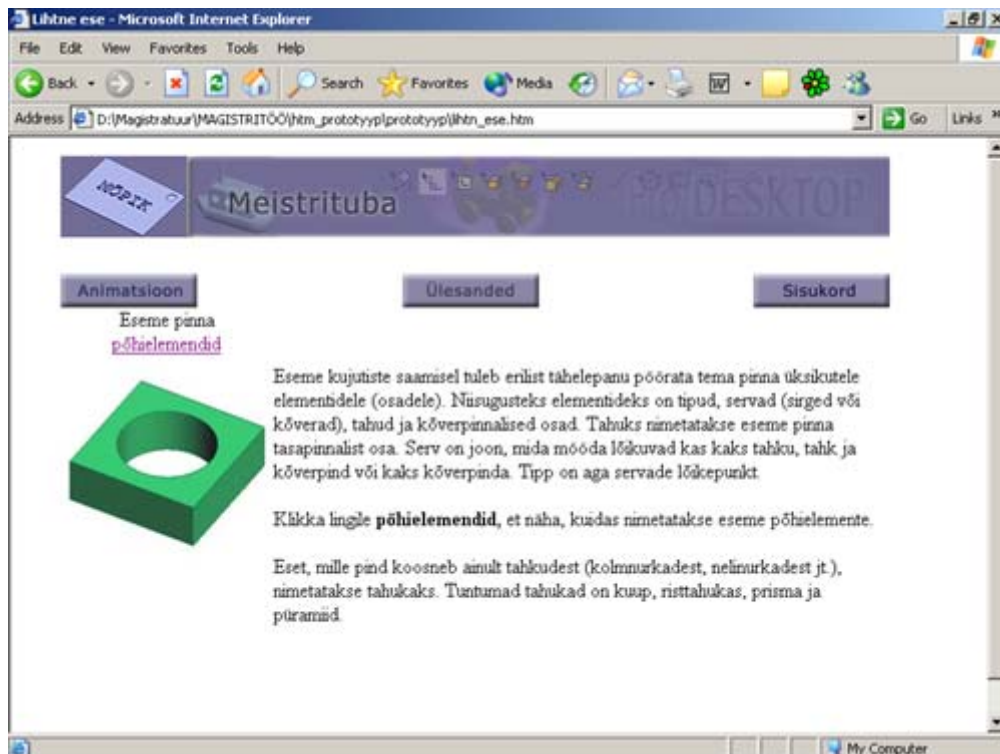 Lihtne ese - Microsoft Internet Explorer
File Edit View Favorites Tools Help
Back Search Favorites Media
Address D:\Magistratuur\MAGISTRITÖÖ\htm_prototyyp\prototyyp\lihtn_ese.htm Go Links
NÖPIK Meistrituba Pro/DESKTOP
Animatsioon Ülesanded Sisukord
Eseme pinna
põhielemendid
Eseme kujutiste saamisel tuleb erilist tähelepanu pöörata tema pinna üksikutele
elementidele (osadele). Niisugusteks elementideks on tipud, servad (sirged või
kõverad), tahud ja kõverpinnalised osad. Tahuks nimetatakse eseme pinna
tasapinnalist osa. Serv on joon, mida mööda lõikuvad kas kaks tahku, tahk ja
kõverpind või kaks kõverpinda. Tipp on aga servade lõikepunkt.
Klikka lingile põhielemendid, et näha, kuidas nimetatakse eseme põhielemente.
Eset, mille pind koosneb ainult tahkudest (kolmnurkadest, nelinurkadest jt.),
nimetatakse tahukaks. Tuntumad tahukad on kuup, risttahukas, prisma ja
püramiid.
My Computer